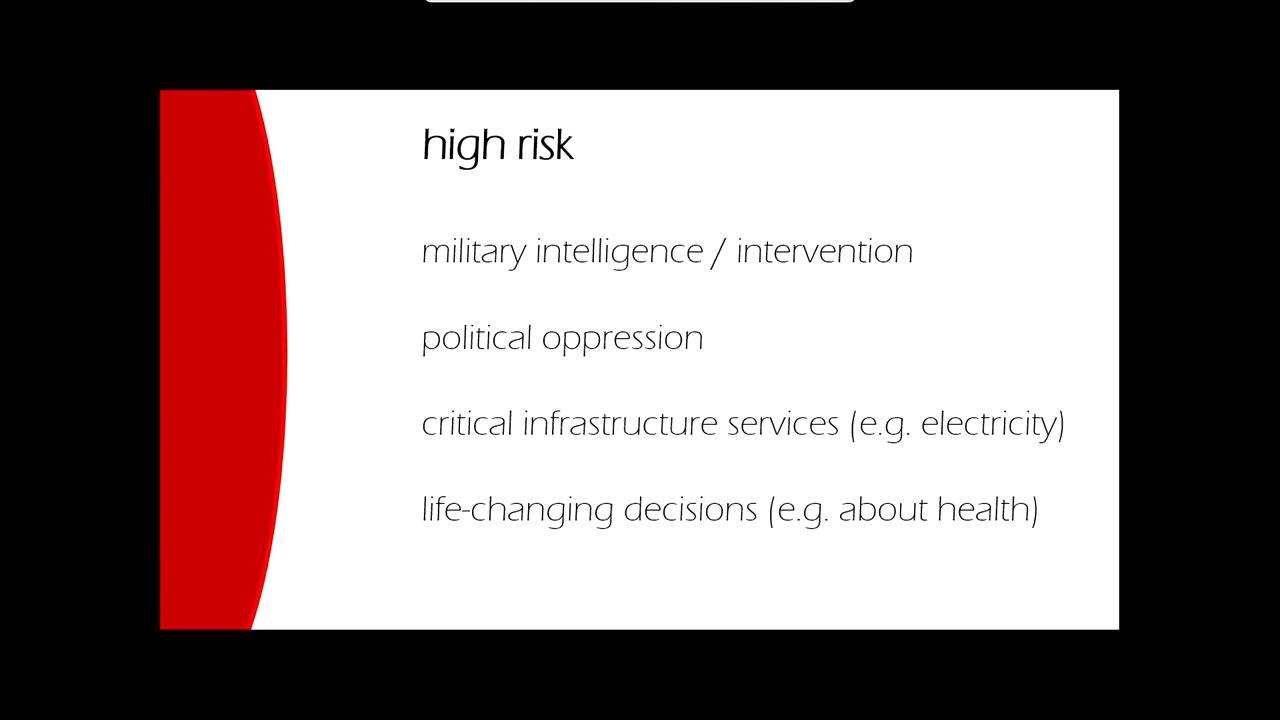 high risk
military intelligence / intervention
political oppression
critical infrastructure services (e.g. electricity)
life-changing decisions (e.g. about health)